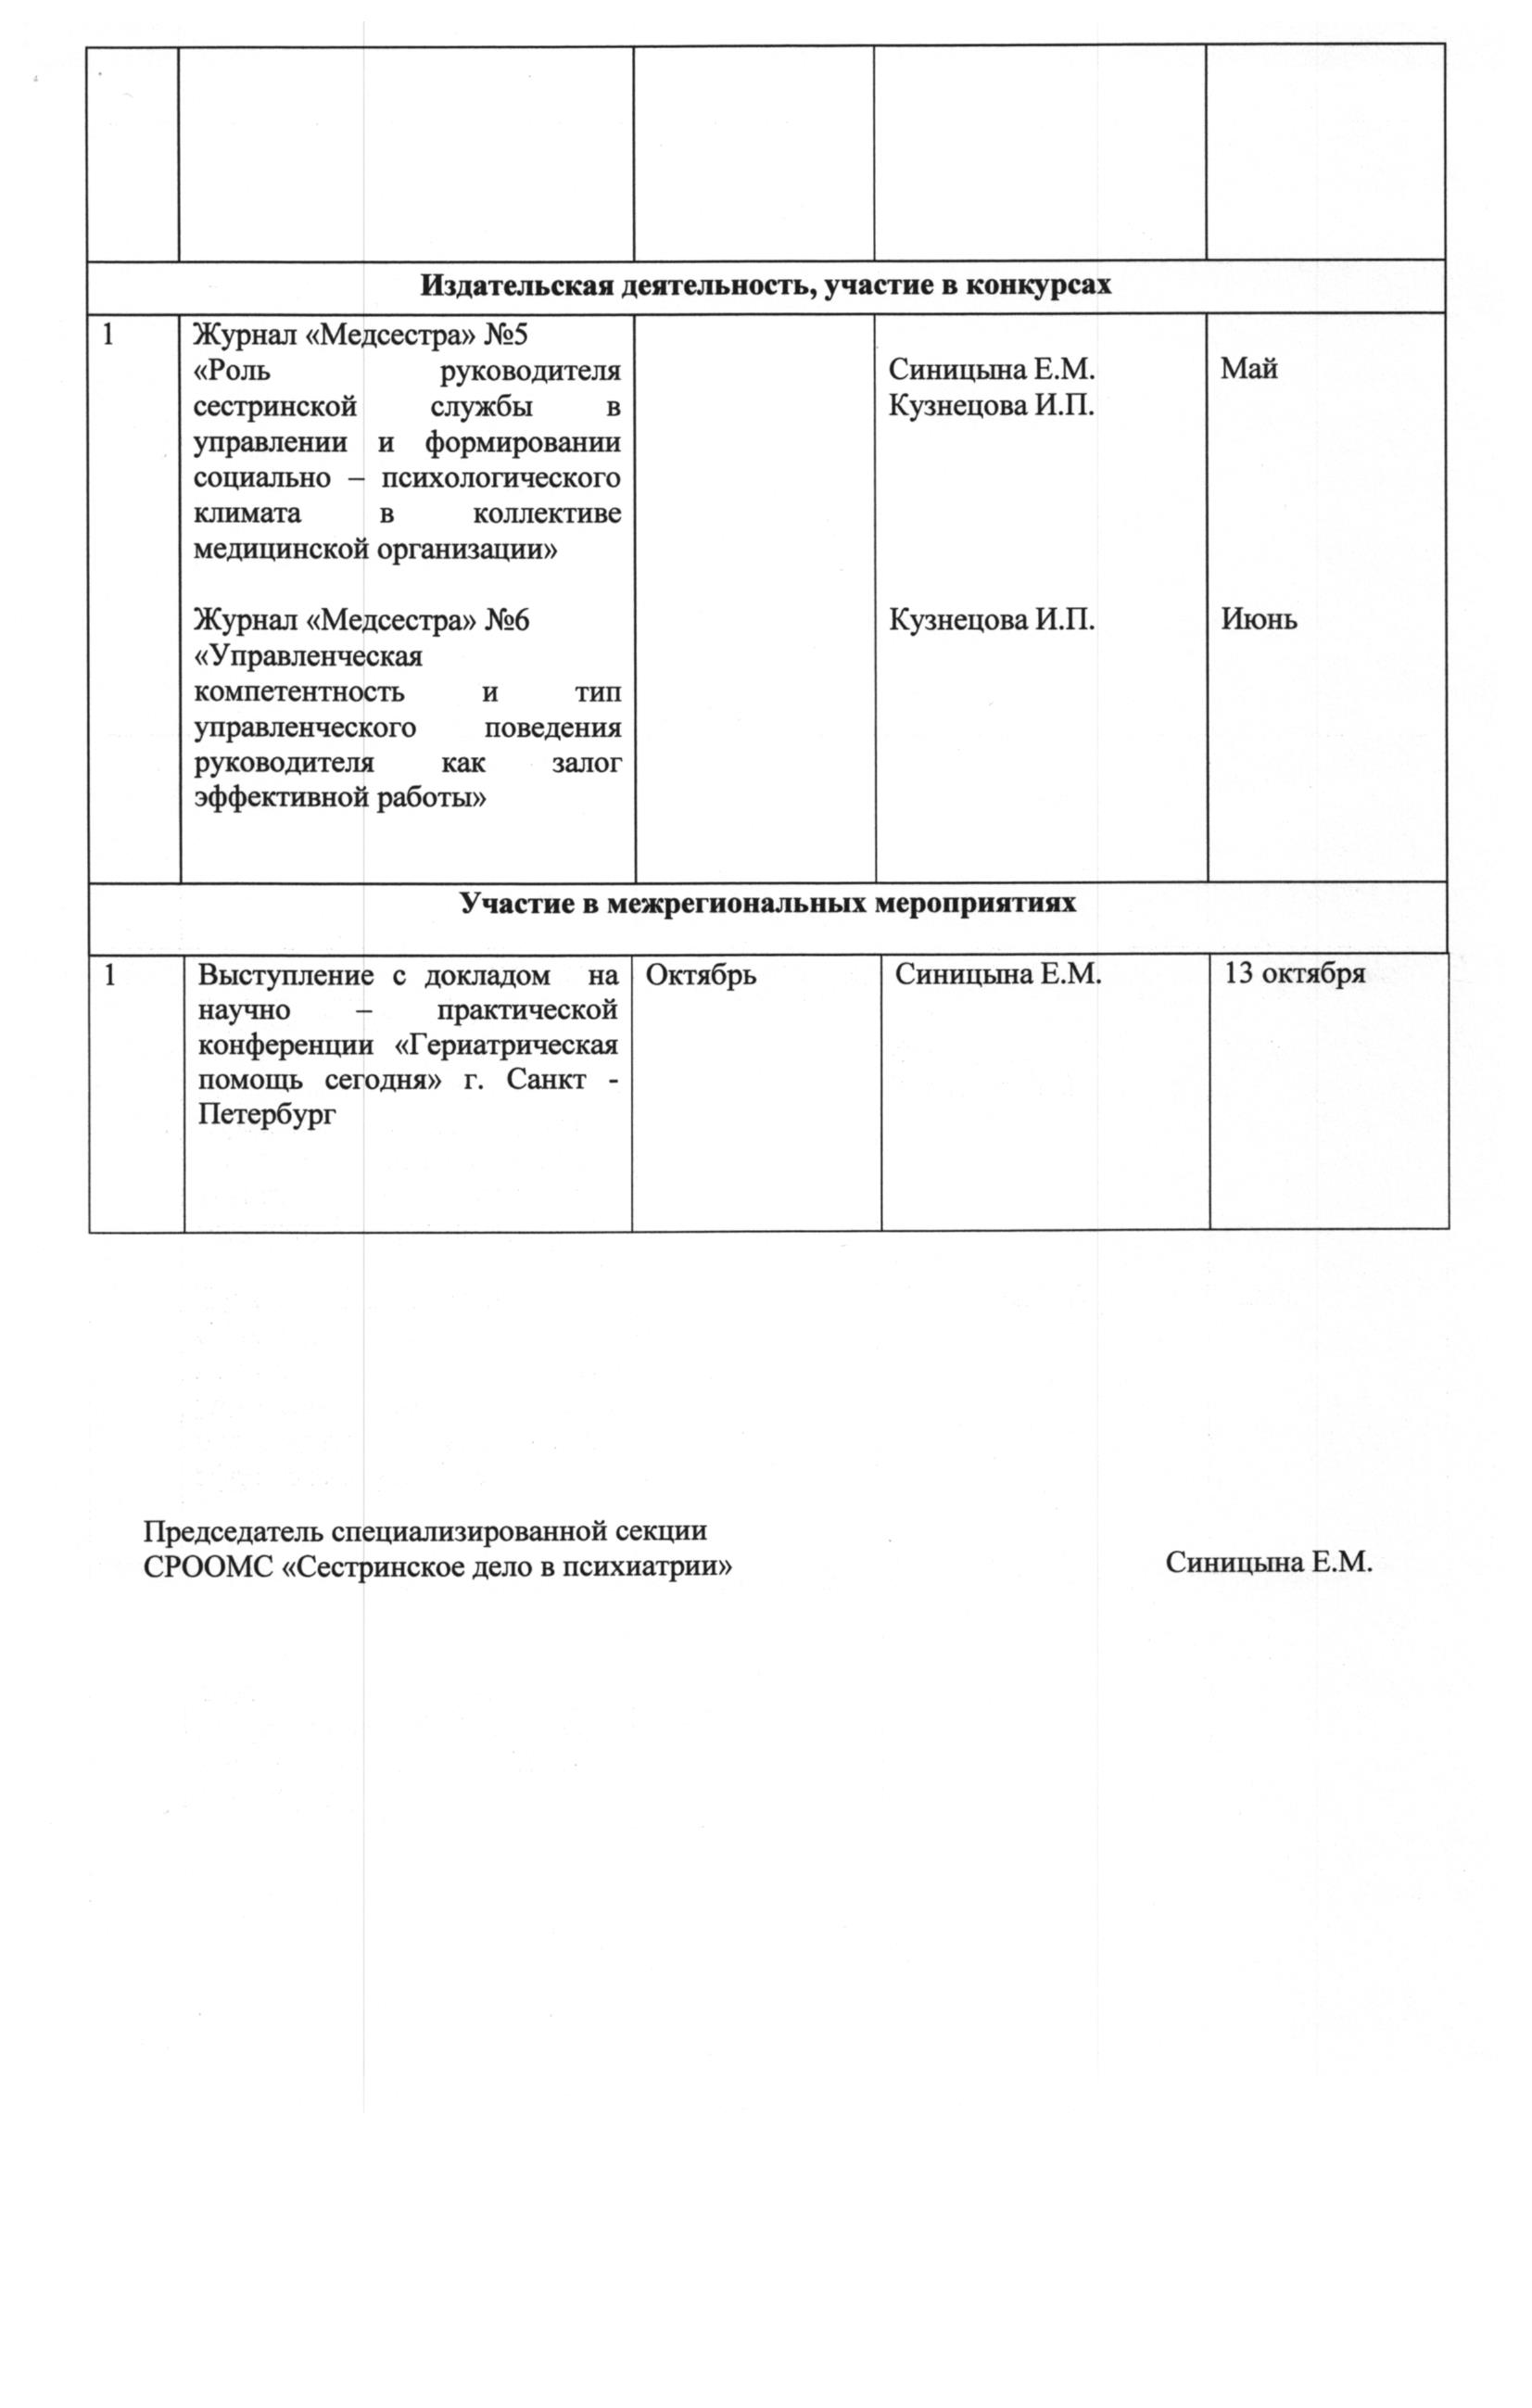 Издательская деятельность, участие в конкурсах
1
Журнал «Медсестра» №5
«Роль руководителя
сестринской службы в
управлении и формировании
социально – психологического
климата в коллективе
медицинской организации»
Синицына Е.М.
Кузнецова И.П.
Май
Журнал «Медсестра» №6
«Управленческая
компетентность и тип
управленческого поведения
руководителя как залог
эффективной работы»
Кузнецова И.П.
Июнь
Участие в межрегиональных мероприятиях
1
Выступление с докладом на
научно – практической
конференции «Гериатрическая
помощь сегодня» г. Санкт -
Петербург
Октябрь
Синицына Е.М.
13 октября
Председатель специализированной секции
СРООМС «Сестринское дело в психиатрии»
Синицына Е.М.